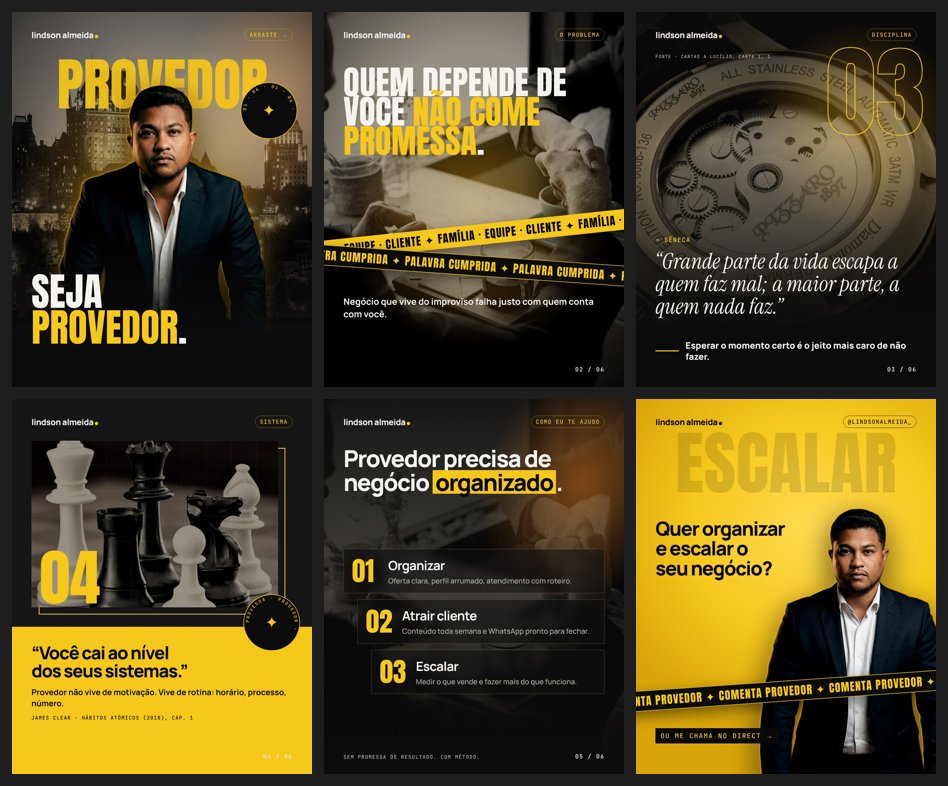 lindson almeida
ARRASTE →
PROVEDOR
SEJA
PROVEDOR.
lindson almeida
O PROBLEMA
QUEM DEPENDE DE
VOCÊ NÃO COME
PROMESSA.
EQUIPE · CLIENTE ✦ FAMÍLIA · EQUIPE · CLIENTE ✦ FAMÍLIA ·
RA CUMPRIDA ✦ PALAVRA CUMPRIDA ✦ PALAVRA CUMPRIDA ✦
Negócio que vive do improviso falha justo com quem conta
com você.
02 / 06
lindson almeida
DISCIPLINA
FONTE · CARTAS A LUCÍLIO, CARTA 1, 1
03
ALL STAINLESS STEEL
3ATM WR
1897
1897
— SÊNECA
“Grande parte da vida escapa a
quem faz mal; a maior parte, a
quem nada faz.”
Esperar o momento certo é o jeito mais caro de não
fazer.
03 / 06
lindson almeida
SISTEMA
04
PROVEDOR · PROVEDOR ·
“Você cai ao nível
dos seus sistemas.”
Provedor não vive de motivação. Vive de rotina: horário, processo,
número.
JAMES CLEAR · HÁBITOS ATÔMICOS (2018), CAP. 1
04 / 06
lindson almeida
COMO EU TE AJUDO
Provedor precisa de
negócio organizado.
01 Organizar
Oferta clara, perfil arrumado, atendimento com roteiro.
02 Atrair cliente
Conteúdo toda semana e WhatsApp pronto para fechar.
03 Escalar
Medir o que vende e fazer mais do que funciona.
SEM PROMESSA DE RESULTADO. COM MÉTODO.
05 / 06
lindson almeida
@LINDSONALMEIDA_
ESCALAR
Quer organizar
e escalar o
seu negócio?
NTA PROVEDOR ✦ COMENTA PROVEDOR ✦ COMENTA PROVEDOR ✦
OU ME CHAMA NO DIRECT →